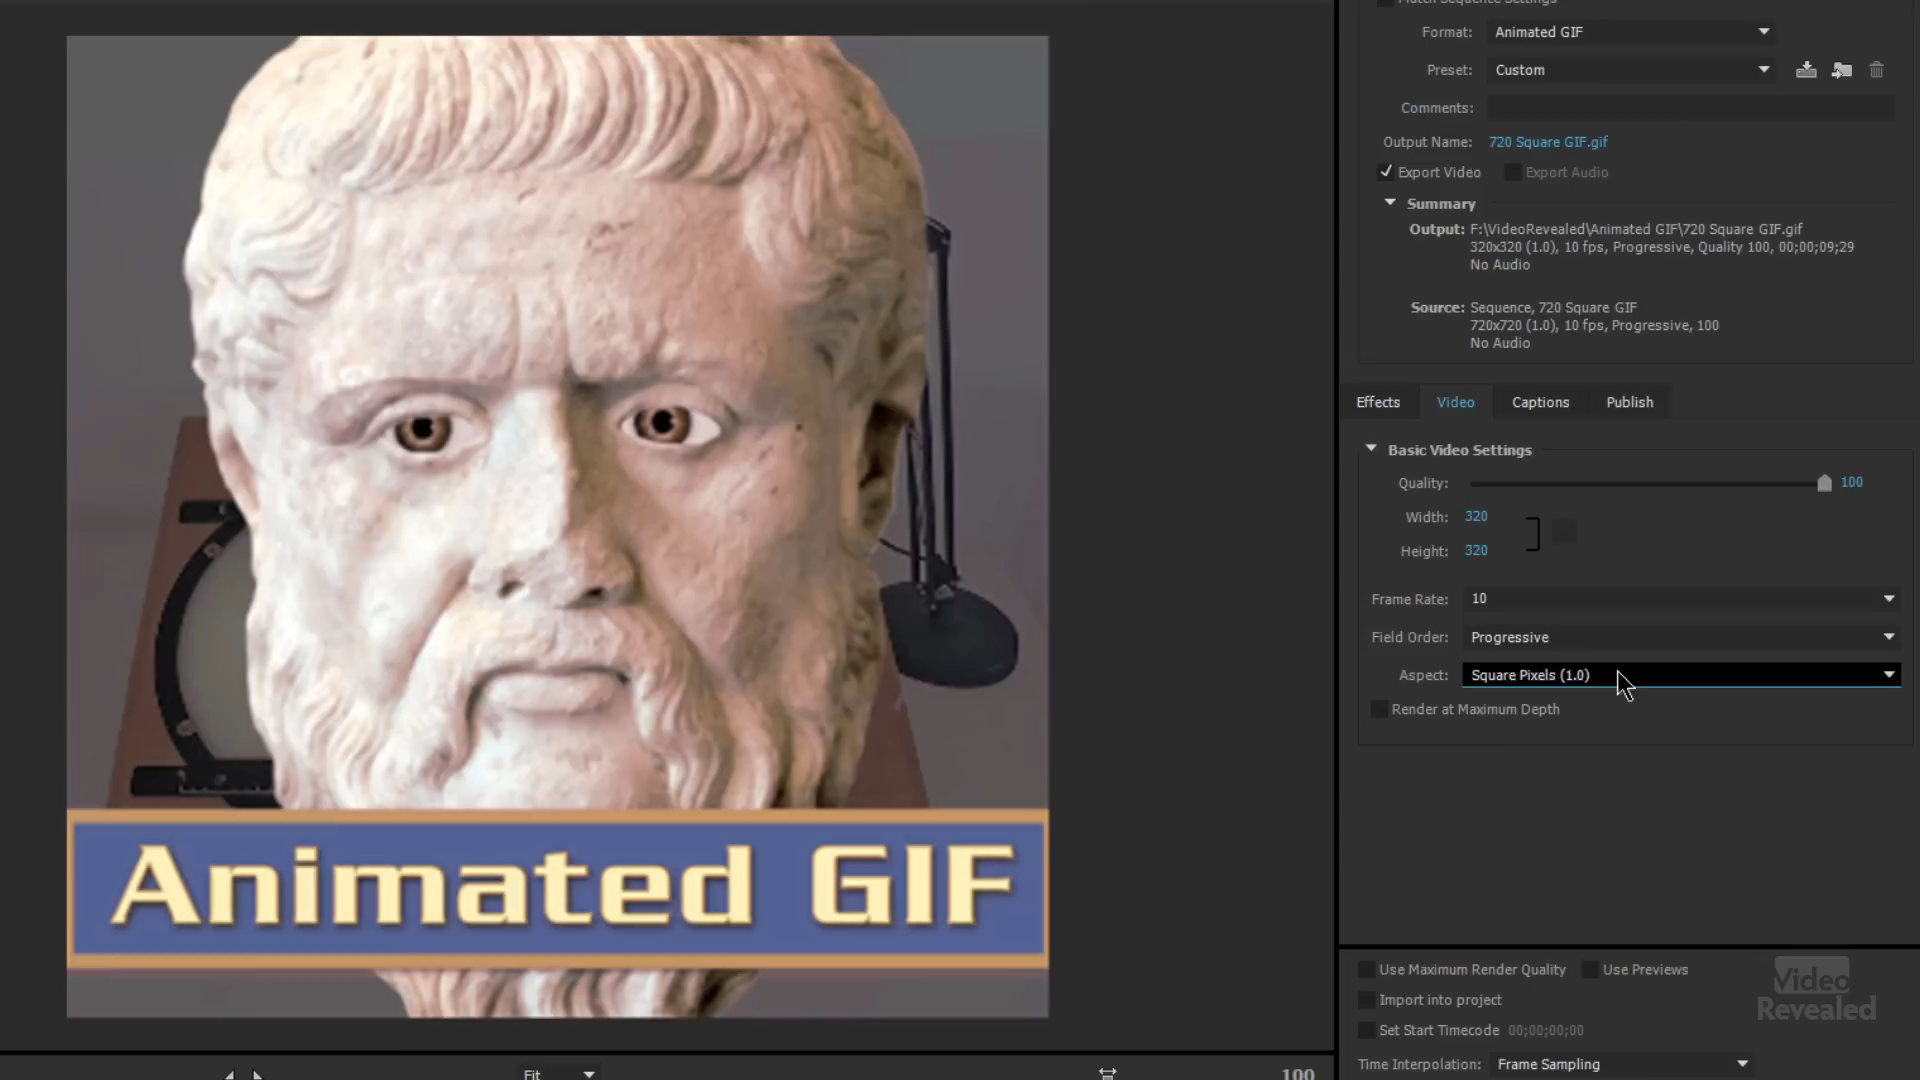 Match Sequence Settings
Format: Animated GIF
Preset: Custom
Comments:
Output Name: 720 Square GIF.gif
Export Video Export Audio
Summary
Output: F:\VideoRevealed\Animated GIF\720 Square GIF.gif
320x320 (1.0), 10 fps, Progressive, Quality 100, 00;00;09;29
No Audio
Source: Sequence, 720 Square GIF
720x720 (1.0), 10 fps, Progressive, 100
No Audio
Effects Video Captions Publish
Basic Video Settings
Quality: 100
Width: 320
Height: 320
Frame Rate: 10
Field Order: Progressive
Aspect: Square Pixels (1.0)
Render at Maximum Depth
Animated GIF
Use Maximum Render Quality Use Previews
Import into project
Set Start Timecode 00;00;00;00
Time Interpolation: Frame Sampling
Video
Revealed
Fit 100